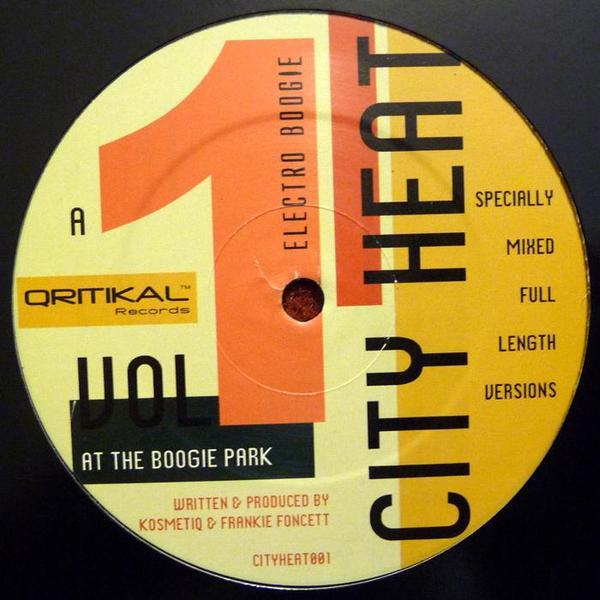 A
1
ELECTRO BOOGIE
CITY HEAT
SPECIALLY
MIXED
FULL
LENGTH
VERSIONS
QRITIKAL™
Records
VOL
AT THE BOOGIE PARK
WRITTEN & PRODUCED BY
KOSMETIQ & FRANKIE FONCETT
CITYHEAT001